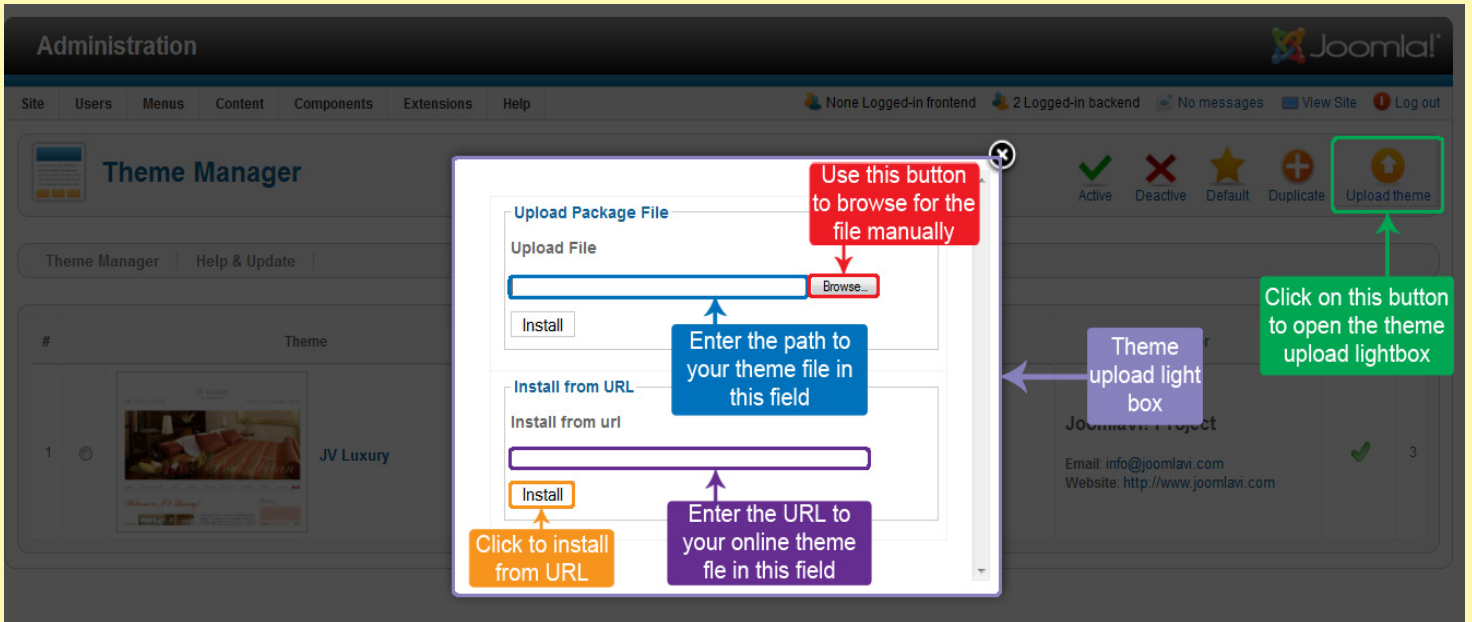 Administration
Joomla!
Site Users Menus Content Components Extensions Help
None Logged-in frontend 2 Logged-in backend No messages View Site Log out
Theme Manager
Active Deactive Default Duplicate Upload theme
Theme Manager Help & Update
Use this button
to browse for the
file manually
Upload Package File
Upload File
Browse...
Install
Enter the path to
your theme file in
this field
Click on this button
to open the theme
upload lightbox
Theme
upload light
box
Install from URL
Install from url
Install
Enter the URL to
your online theme
fle in this field
Click to install
from URL
# Theme
1 JV Luxury
Email: info@joomlavi.com
Website: http://www.joomlavi.com
3